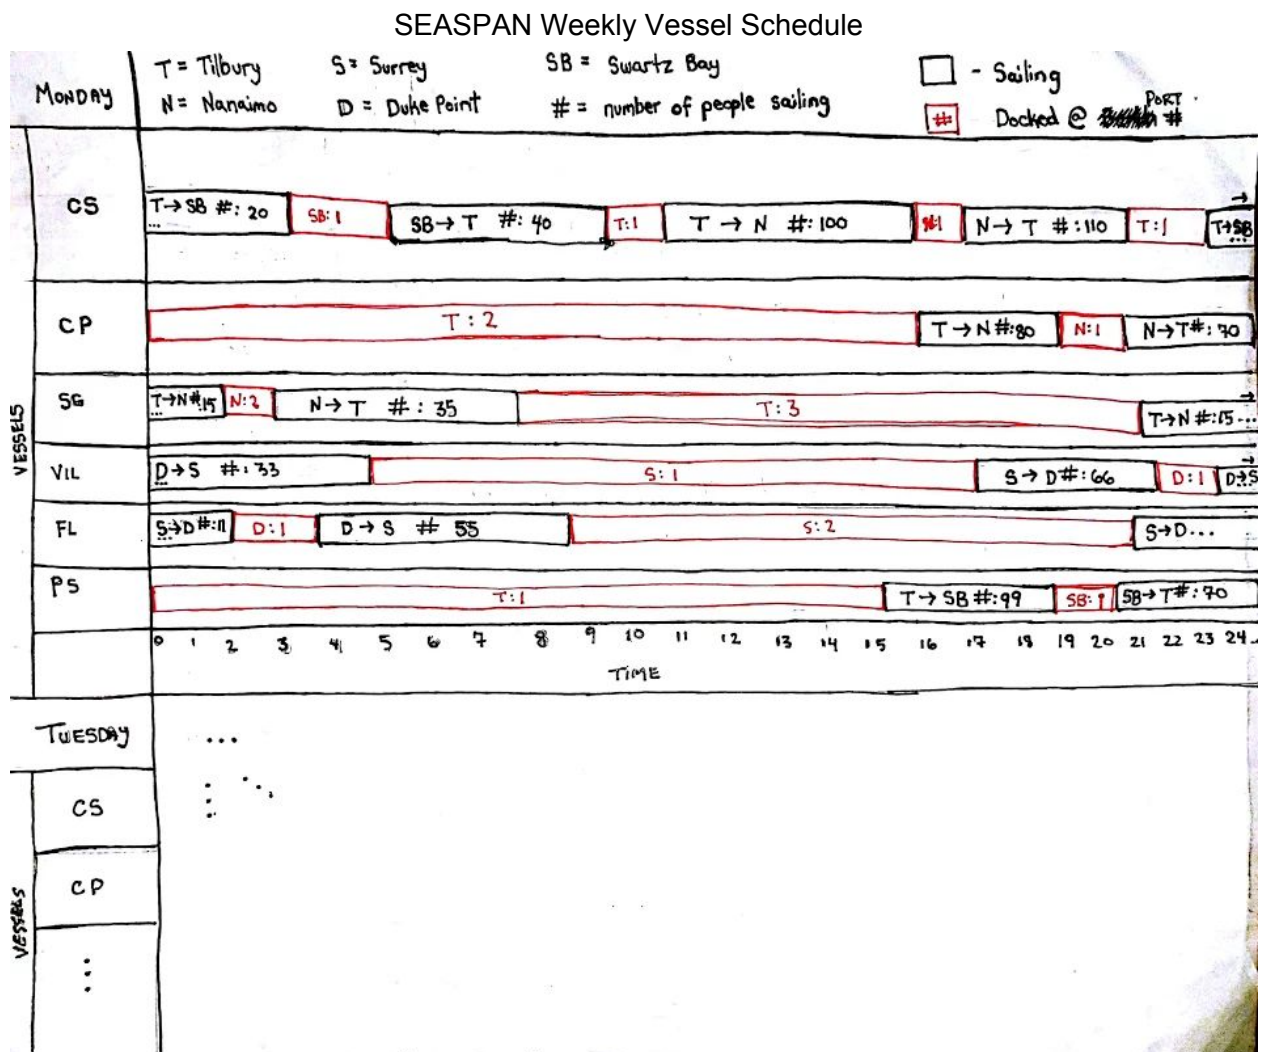 SEASPAN Weekly Vessel Schedule
MONDAY
T = Tilbury S = Surrey SB = Swartz Bay - Sailing
N = Nanaimo D = Duke Point # = number of people sailing # Docked @ PORT #
VESSELS
CS T→SB #: 20 ... SB: 1 SB→T #: 40 T:1 T→N #:100 N→T #:110 T:1 → T→SB ...
CP T:2 T→N #:80 N:1 N→T #:70
SG T→N #:15 ... N:2 N→T #: 35 T:3 → T→N #:15 ...
VIL D→S #: 33 ... S:1 S→D #:66 D:1 → D→S ...
FL S→D #:11 ... D:1 D→S # 55 S:2 S→D...
PS T:1 T→SB #:99 SB: SB→T #:70
0 1 2 3 4 5 6 7 8 9 10 11 12 13 14 15 16 17 18 19 20 21 22 23 24
TIME
TUESDAY ...
VESSELS
CS
CP
...